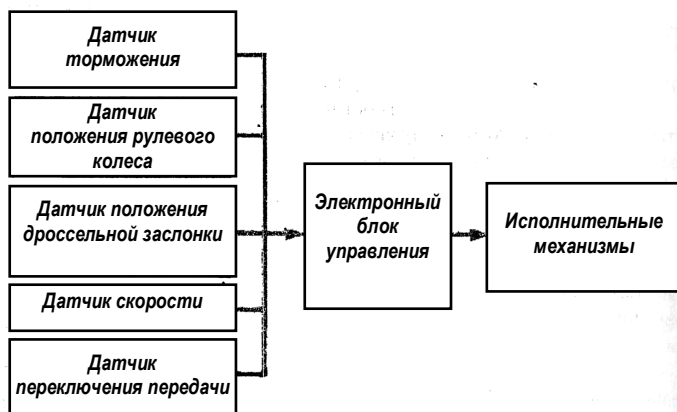 Датчик
торможения
Датчик
положения рулевого
колеса
Датчик положения
дроссельной заслонки
Датчик скорости
Датчик
переключения передачи
Электронный
блок
управления
Исполнительные
механизмы